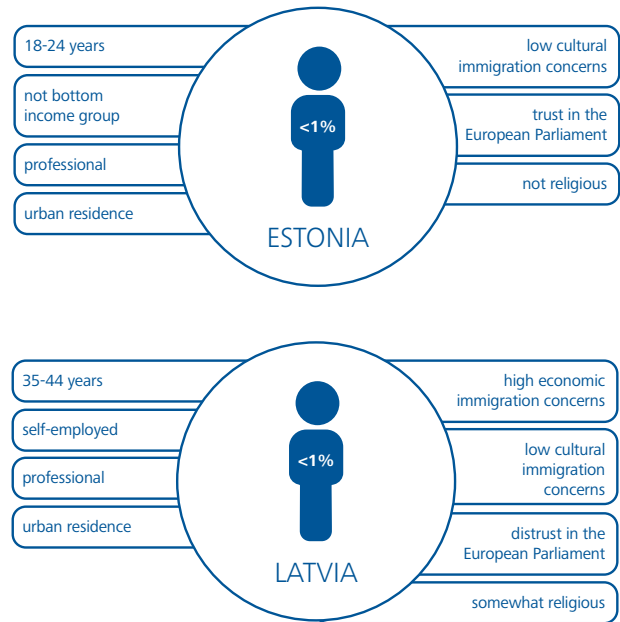 18-24 years
not bottom
income group
professional
urban residence
<1%
ESTONIA
low cultural
immigration concerns
trust in the
European Parliament
not religious
35-44 years
self-employed
professional
urban residence
<1%
LATVIA
high economic
immigration concerns
low cultural
immigration
concerns
distrust in the
European Parliament
somewhat religious